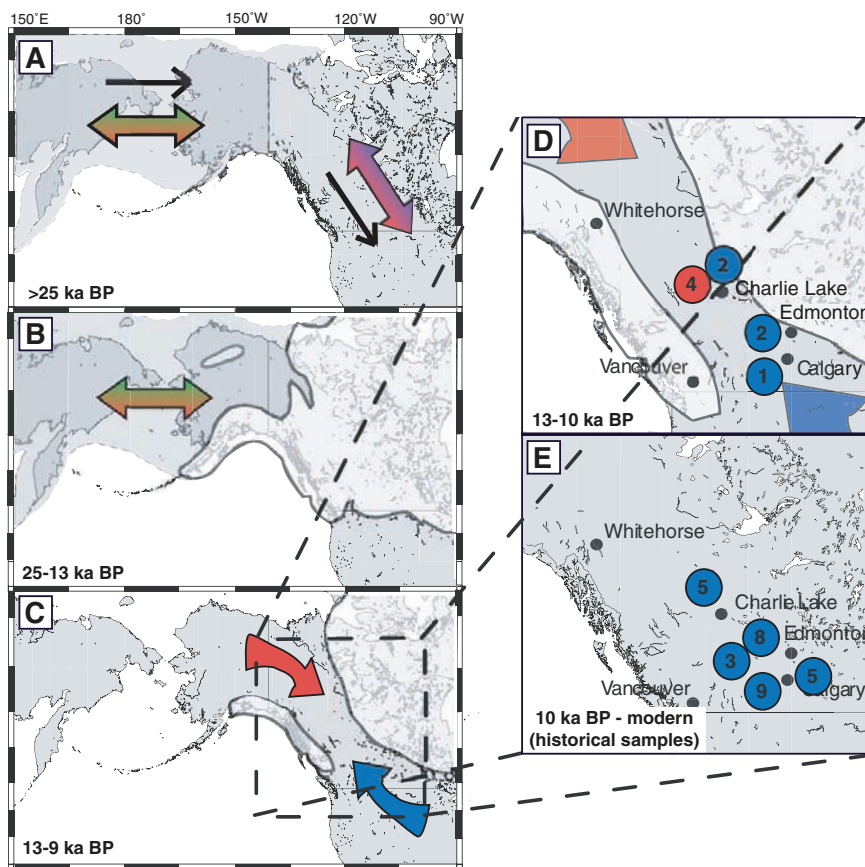 150˚E 180˚ 150˚W 120˚W 90˚W
A
>25 ka BP
B
25-13 ka BP
C
13-9 ka BP
D
Whitehorse
2
4
Charlie Lake
Edmonton
2
Vancouver
Calgary
1
13-10 ka BP
E
Whitehorse
5
Charlie Lake
8
Edmonton
3
5
Vancouver
9
Calgary
10 ka BP - modern
(historical samples)